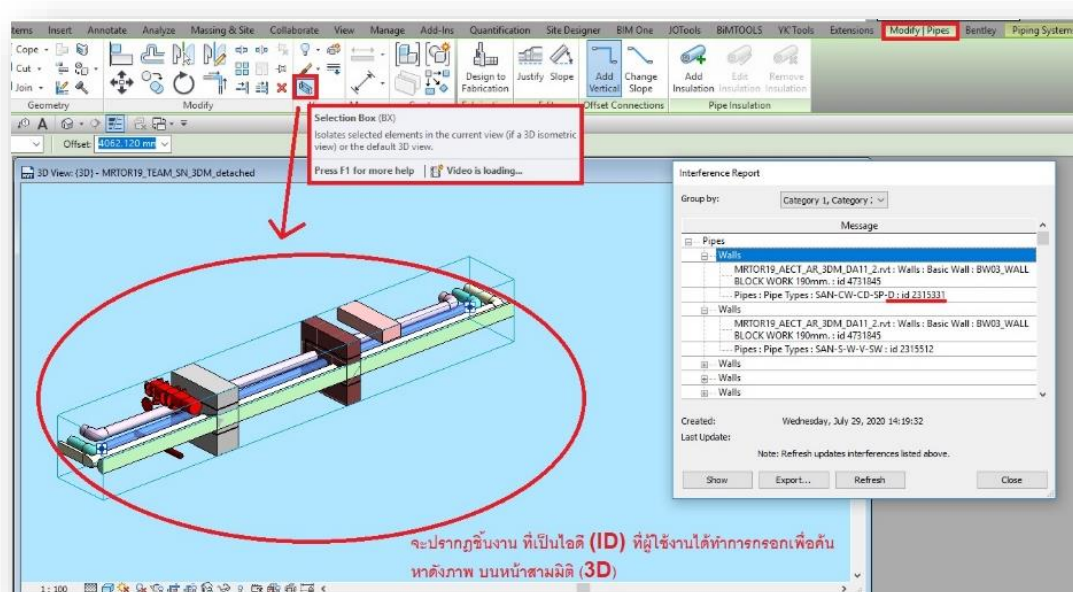 tems Insert Annotate Analyze Massing & Site Collaborate View Manage Add-Ins Quantification Site Designer BIM One JOTools BiMTOOLS VK Tools Extensions Modify | Pipes Bentley Piping System
Cope
Cut
Join
Design to Fabrication
Justify
Slope
Add Vertical
Change Slope
Add Insulation
Edit Insulation
Remove Insulation
Geometry Modify Offset Connections Pipe Insulation
Offset: 4062.120 mm
Selection Box (BX)
Isolates selected elements in the current view (if a 3D isometric
view) or the default 3D view.
Press F1 for more help Video is loading...
3D View: {3D} - MRTOR19_TEAM_SN_3DM_detached
Interference Report
Group by: Category 1, Category :
Message
Pipes
Walls
MRTOR19_AECT_AR_3DM_DA11_2.rvt : Walls : Basic Wall : BW03_WALL
BLOCK WORK 190mm. : id 4731845
Pipes : Pipe Types : SAN-CW-CD-SP-D : id 2315331
Walls
MRTOR19_AECT_AR_3DM_DA11_2.rvt : Walls : Basic Wall : BW03_WALL
BLOCK WORK 190mm. : id 4731845
Pipes : Pipe Types : SAN-S-W-V-SW : id 2315512
Walls
Walls
Walls
Created: Wednesday, July 29, 2020 14:19:32
Last Update:
Note: Refresh updates interferences listed above.
Show Export... Refresh Close
จะปรากฏชิ้นงาน ที่เป็นไอดี (ID) ที่ผู้ใช้งานได้ทำการกรอกเพื่อค้น
หาดังภาพ บนหน้าสามมิติ (3D)
1 : 100